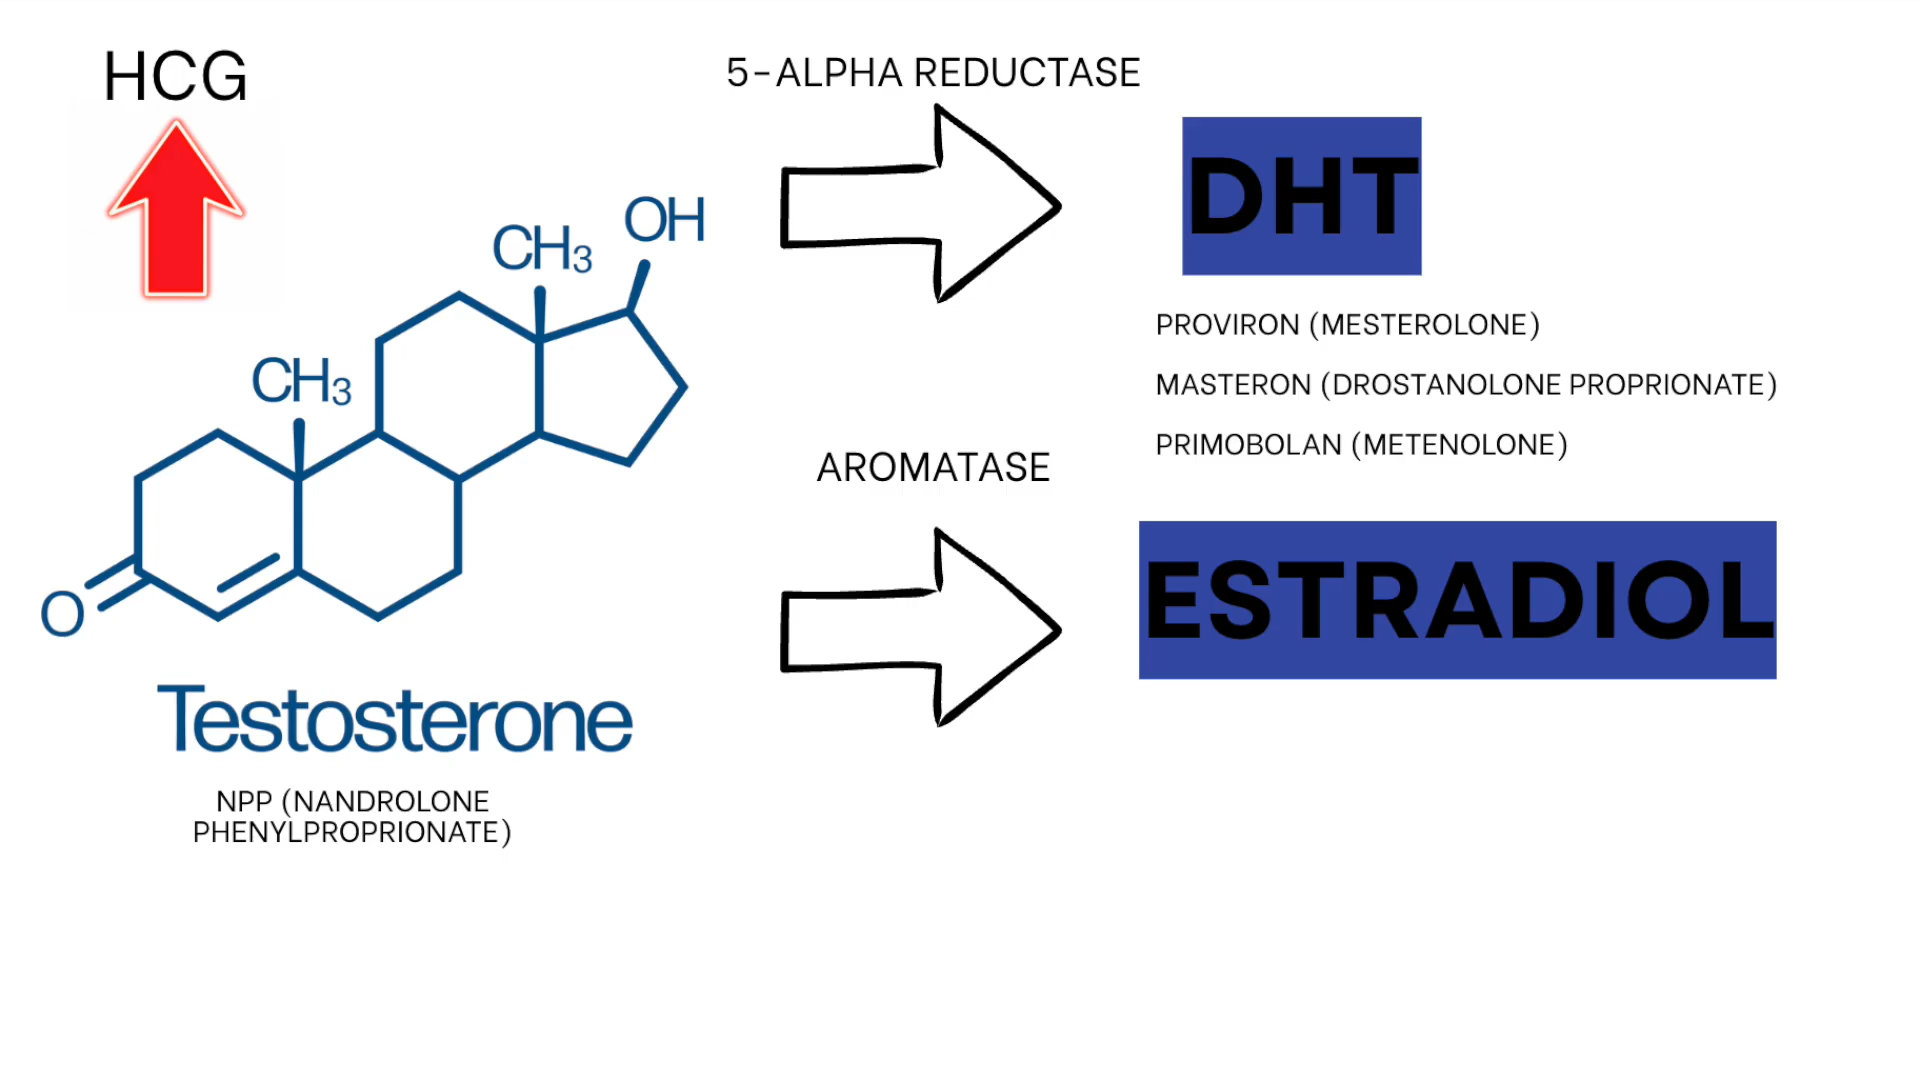 HCG
5-ALPHA REDUCTASE
DHT
OH
CH3
PROVIRON (MESTEROLONE)
CH3
MASTERON (DROSTANOLONE PROPRIONATE)
PRIMOBOLAN (METENOLONE)
AROMATASE
ESTRADIOL
O
Testosterone
NPP (NANDROLONE
PHENYLPROPRIONATE)